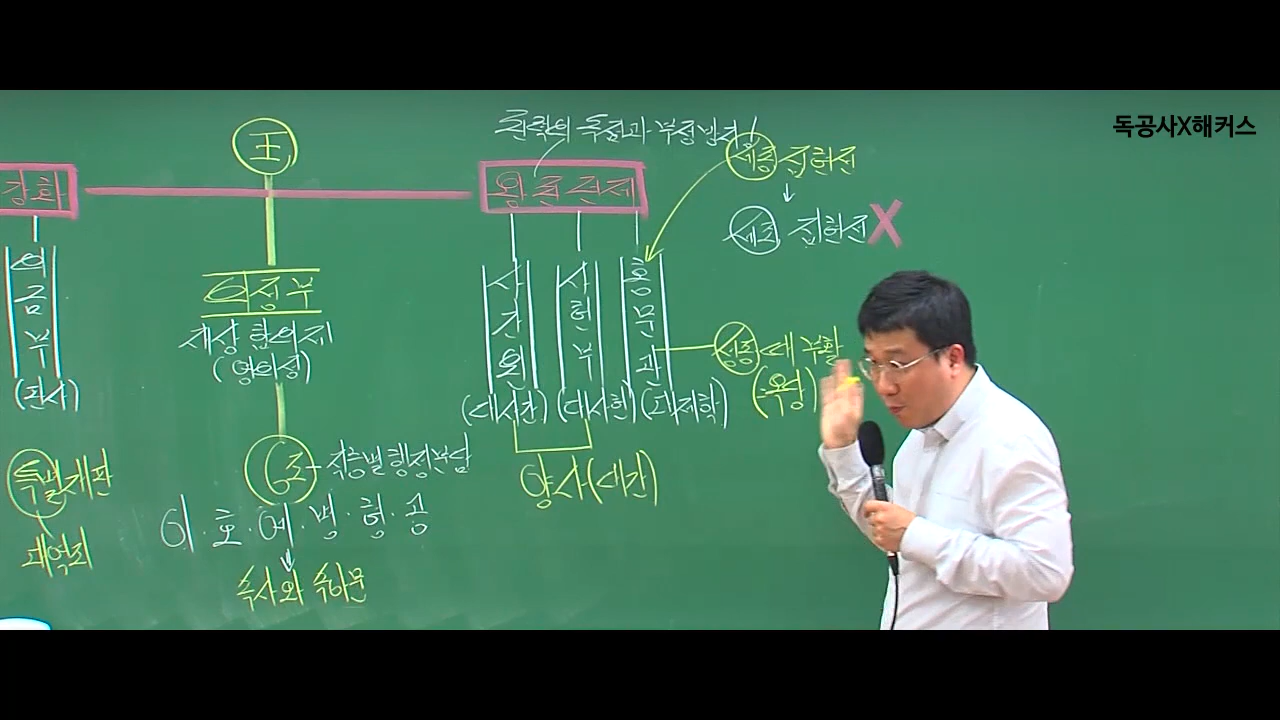 독공사X해커스
권력의 독점과 부정방지!
王
세종 집현전
↓
강화
왕권견제
세조 집현전 X
의금부
(판사)
의정부
재상 합의제
(영의정)
사간원
(대사간)
사헌부
(대사헌)
홍문관
(대제학)
성종 때 부활
(옥당)
양사(대간)
6조 - 직능별 행정분담
이·호·예·병·형·공
↓
속사와 속아문
특별재판
대역죄